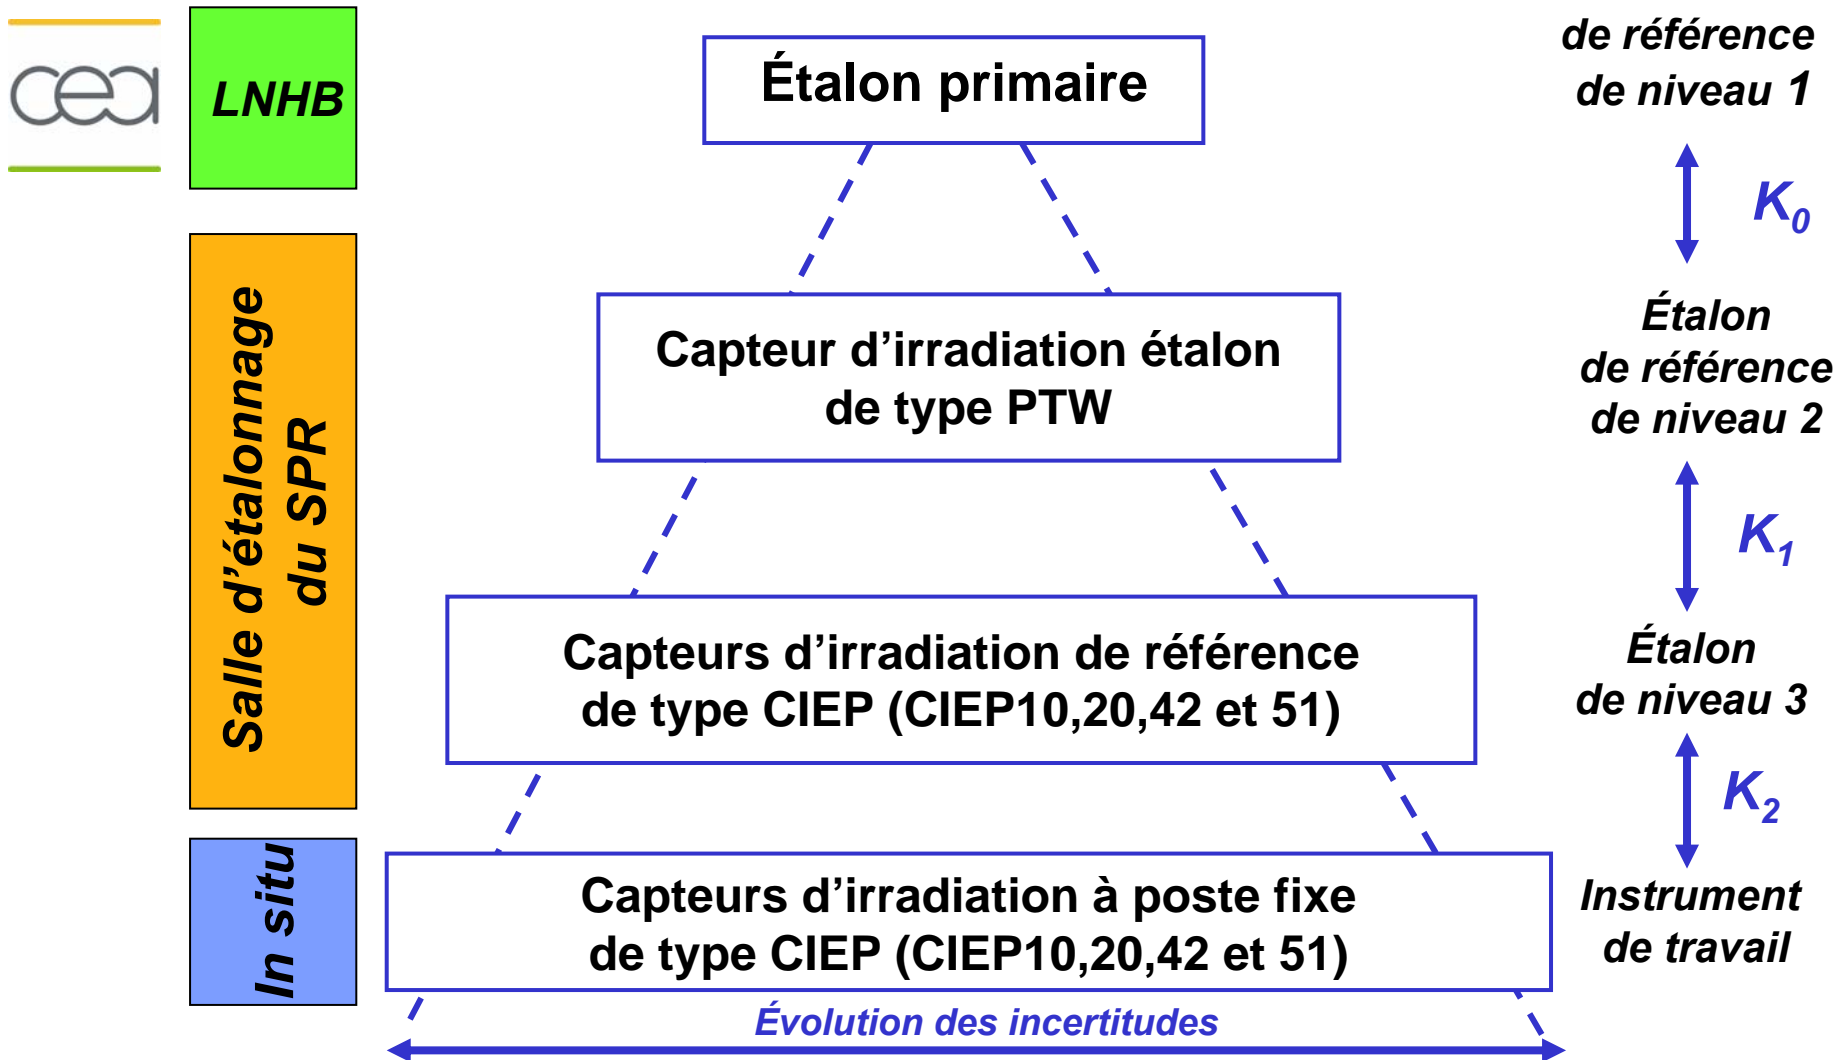 cea
LNHB
Étalon primaire
de référence
de niveau 1
K0
Salle d'étalonnage
du SPR
Capteur d'irradiation étalon
de type PTW
Étalon
de référence
de niveau 2
K1
Capteurs d'irradiation de référence
de type CIEP (CIEP10,20,42 et 51)
Étalon
de niveau 3
K2
In situ
Capteurs d'irradiation à poste fixe
de type CIEP (CIEP10,20,42 et 51)
Instrument
de travail
Évolution des incertitudes